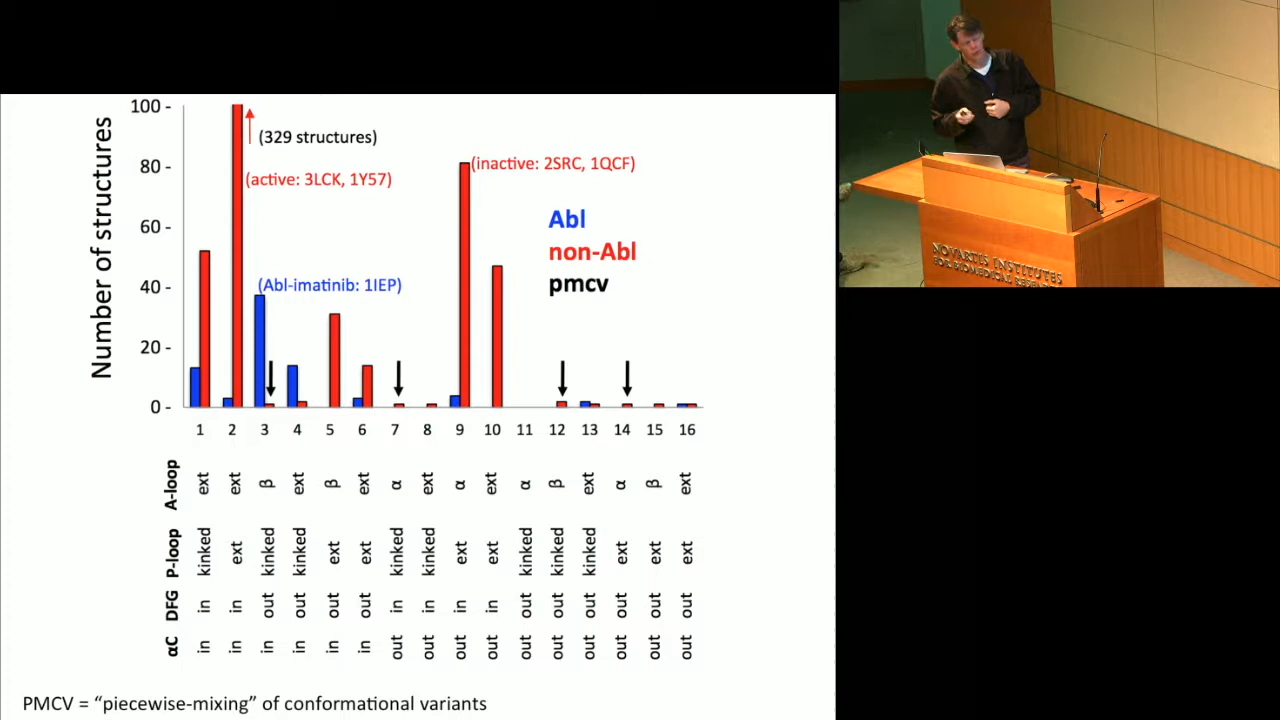 Number of structures
100 -
80 -
60 -
40 -
20 -
0 -
(329 structures)
(active: 3LCK, 1Y57)
(inactive: 2SRC, 1QCF)
(Abl-imatinib: 1IEP)
Abl
non-Abl
pmcv
1 2 3 4 5 6 7 8 9 10 11 12 13 14 15 16
A-loop ext ext β ext β ext α ext α ext α β ext α β ext
P-loop kinked ext kinked kinked ext ext kinked kinked ext ext kinked kinked kinked ext ext ext
DFG in in out out out out in in in in out out out out out out
αC in in in in in in out out out out out out out out out out
PMCV = “piecewise-mixing” of conformational variants
NOVARTIS INSTITUTES
FOR BIOMEDICAL RESEARCH